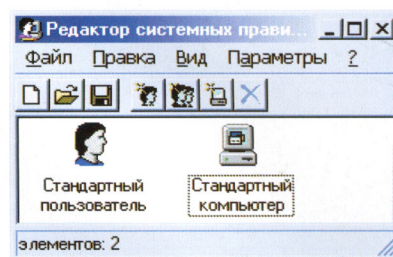 Редактор системных прави...
Файл Правка Вид Параметры ?
Стандартный пользователь
Стандартный компьютер
элементов: 2